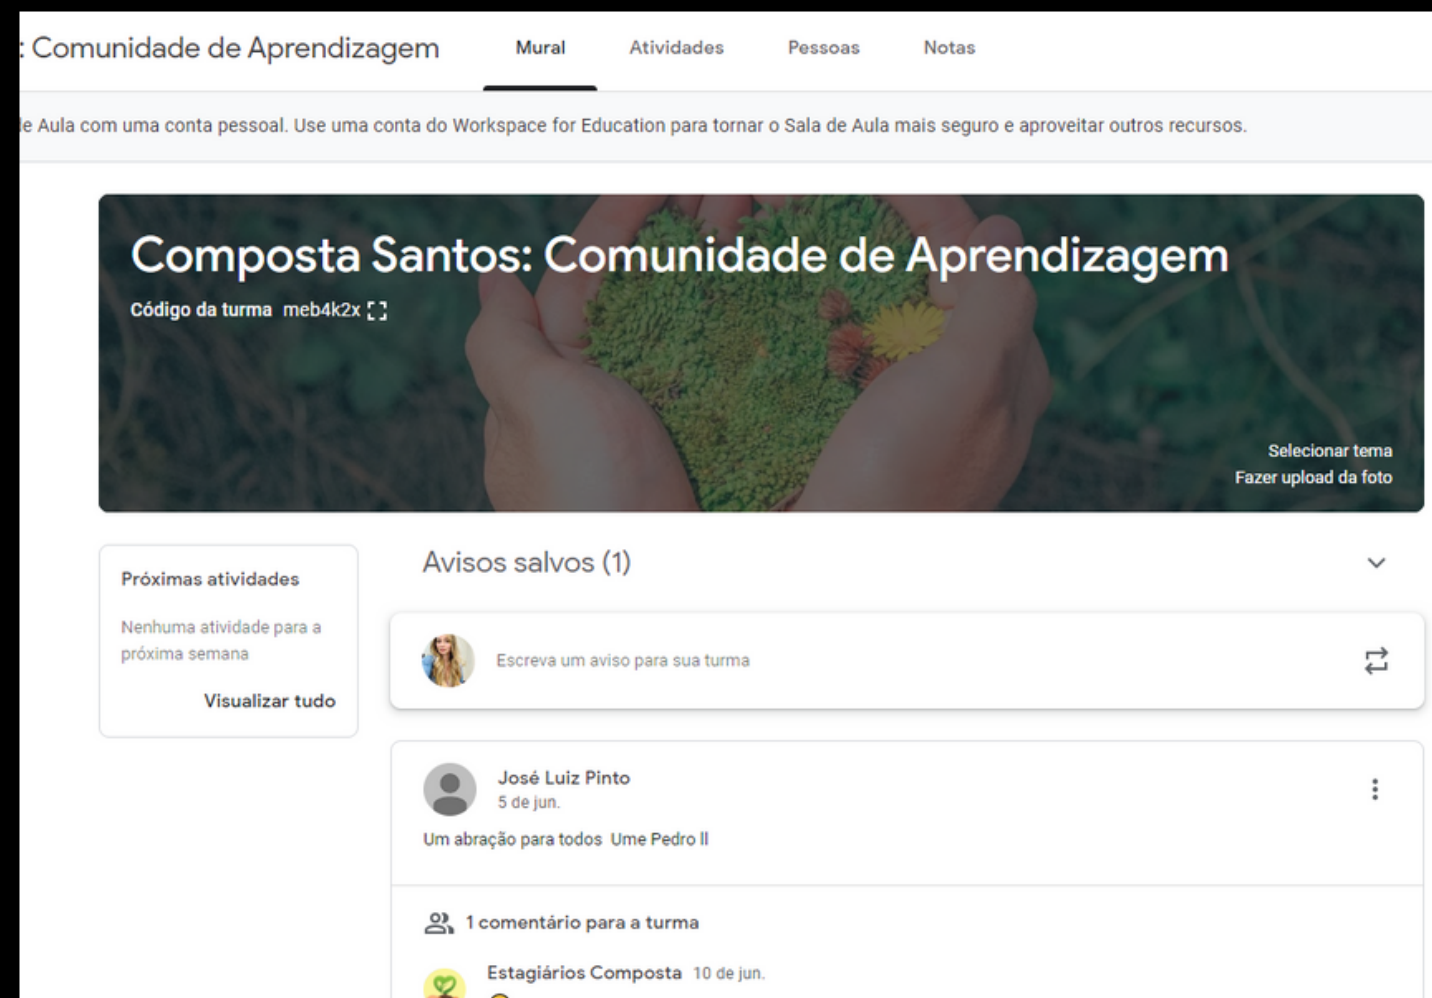 : Comunidade de Aprendizagem
Mural
Atividades
Pessoas
Notas
de Aula com uma conta pessoal. Use uma conta do Workspace for Education para tornar o Sala de Aula mais seguro e aproveitar outros recursos.
Composta Santos: Comunidade de Aprendizagem
Código da turma meb4k2x
Selecionar tema
Fazer upload da foto
Próximas atividades
Nenhuma atividade para a
próxima semana
Visualizar tudo
Avisos salvos (1)
Escreva um aviso para sua turma
José Luiz Pinto
5 de jun.
Um abração para todos Ume Pedro ll
1 comentário para a turma
Estagiários Composta 10 de jun.